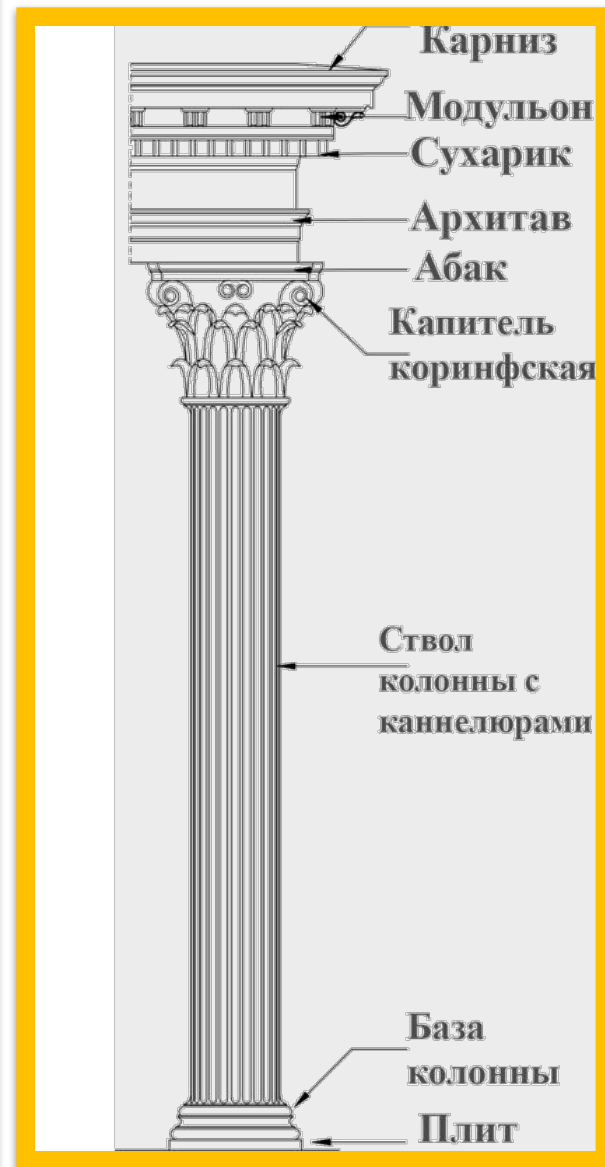 Карниз
Модульон
Сухарик
Архитав
Абак
Капитель
коринфская
Ствол
колонны с
каннелюрами
База
колонны
Плит